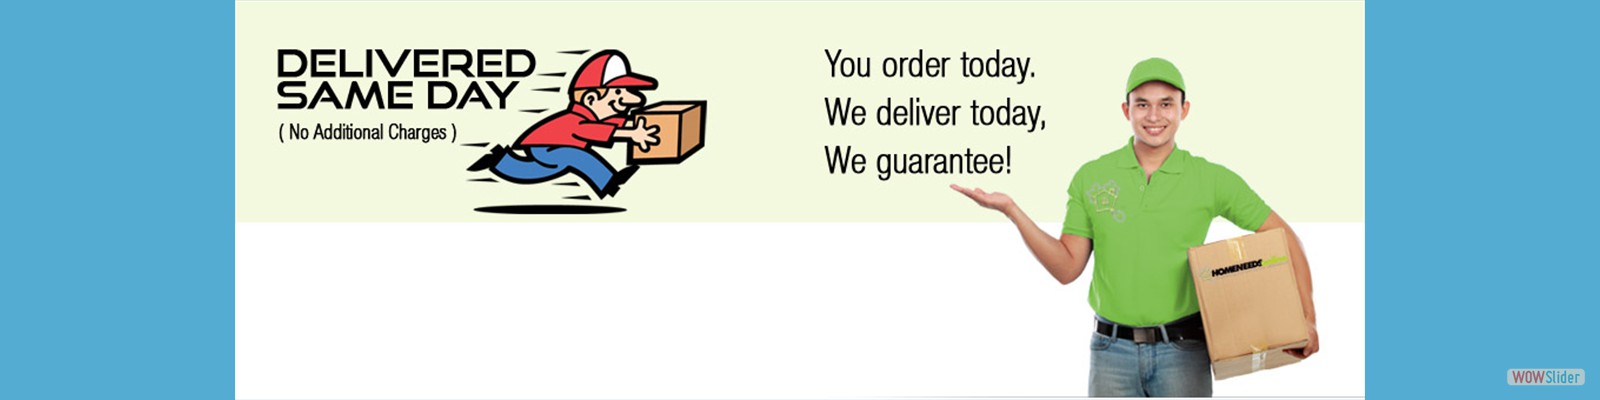 DELIVERED
SAME DAY
( No Additional Charges )
You order today.
We deliver today,
We guarantee!
HOMENEEDS
WOWSlider